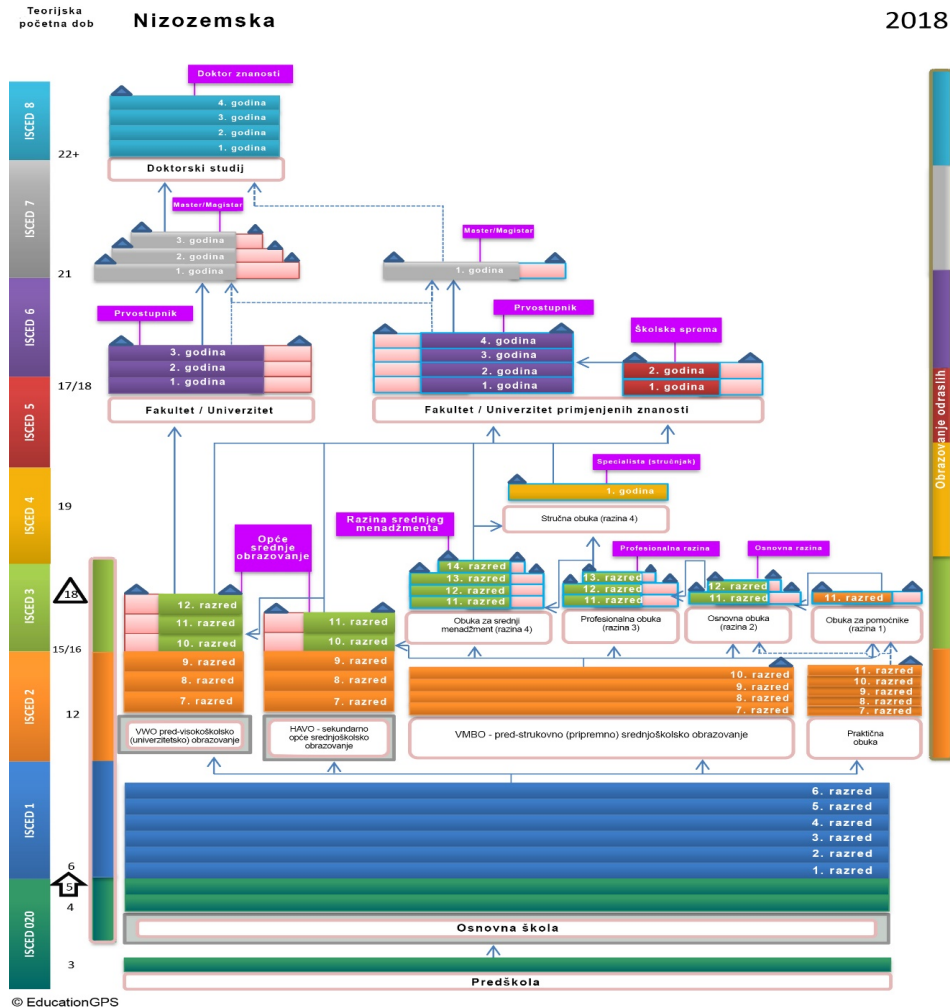 Teorijska
početna dob
Nizozemska
2018
Doktor znanosti
ISCED 8
4. godina
3. godina
2. godina
1. godina
22+
Doktorski studij
ISCED 7
Master/Magistar
3. godina
2. godina
1. godina
Master/Magistar
1. godina
21
ISCED 6
Prvostupnik
3. godina
2. godina
1. godina
Prvostupnik
4. godina
3. godina
2. godina
1. godina
Školska sprema
2. godina
1. godina
17/18
Fakultet / Univerzitet
Fakultet / Univerzitet primjenjenih znanosti
ISCED 5
Obrazovanje odraslih
ISCED 4
19
Specialista (stručnjak)
1. godina
Stručna obuka (razina 4)
Opće
srednje
obrazovanje
Razina srednjeg
menadžmenta
Profesionalna razina
Osnovna razina
ISCED 3
18
15/16
12. razred
11. razred
10. razred
11. razred
10. razred
14. razred
13. razred
12. razred
11. razred
13. razred
12. razred
11. razred
12. razred
11. razred
11. razred
Obuka za srednji
menadžment (razina 4)
Profesionalna obuka
(razina 3)
Osnovna obuka
(razina 2)
Obuka za pomoćnike
(razina 1)
ISCED 2
12
9. razred
8. razred
7. razred
9. razred
8. razred
7. razred
10. razred
9. razred
8. razred
7. razred
11. razred
10. razred
9. razred
8. razred
7. razred
VWO pred-visokoškolsko
(univerzitetsko) obrazovanje
HAVO - sekundarno
opće srednjoškolsko
obrazovanje
VMBO - pred-strukovno (pripremno) srednjoškolsko obrazovanje
Praktična
obuka
ISCED 1
6. razred
5. razred
4. razred
3. razred
2. razred
1. razred
6
5
4
ISCED 020
Osnovna škola
3
Predškola
© EducationGPS